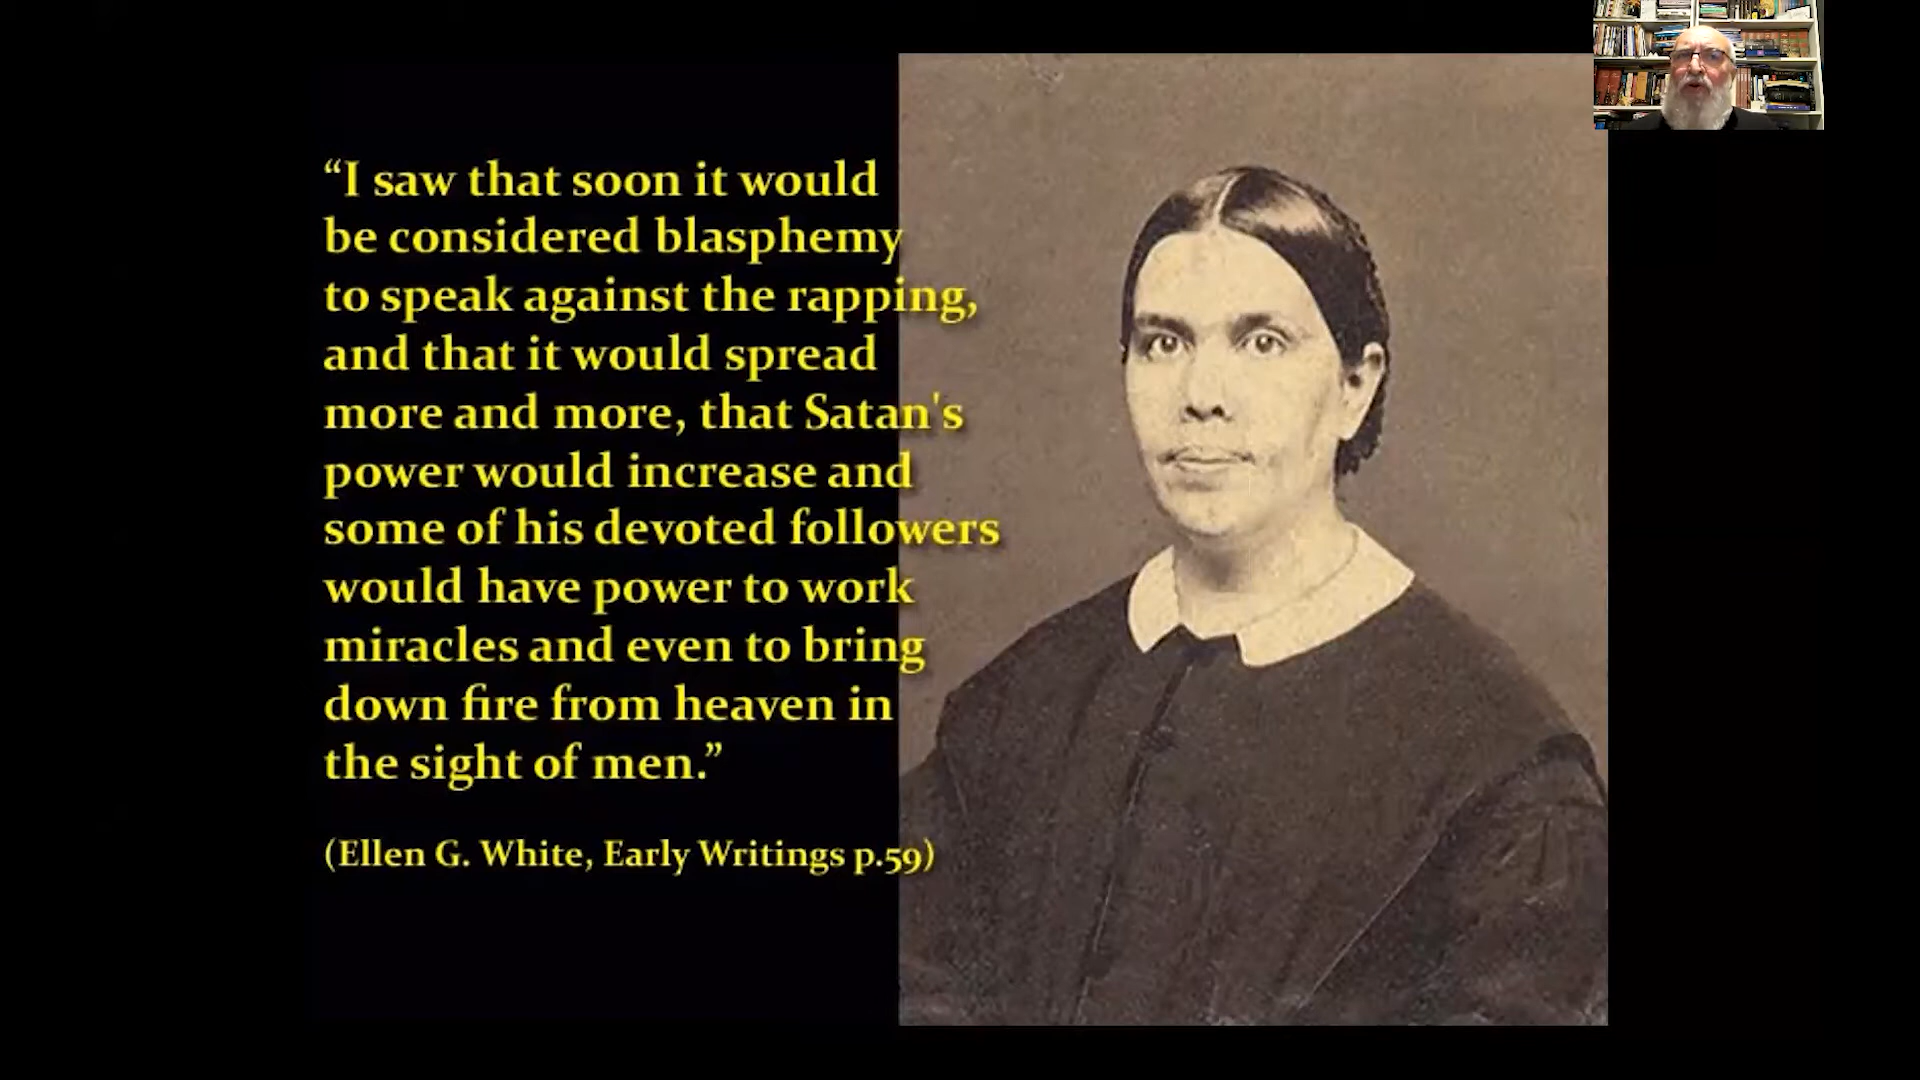 “I saw that soon it would
be considered blasphemy
to speak against the rapping,
and that it would spread
more and more, that Satan's
power would increase and
some of his devoted followers
would have power to work
miracles and even to bring
down fire from heaven in
the sight of men.”
(Ellen G. White, Early Writings p.59)